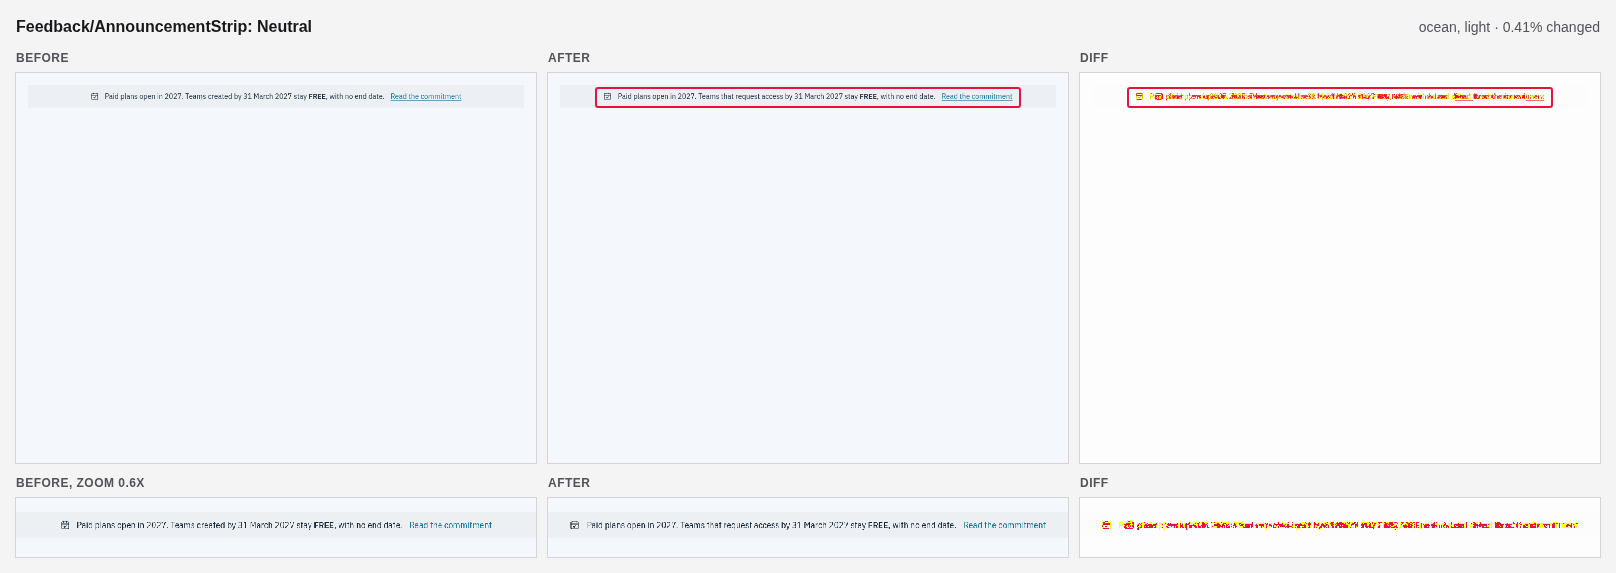 Feedback/AnnouncementStrip: Neutral
ocean, light · 0.41% changed
BEFORE
AFTER
DIFF
Paid plans open in 2027. Teams created by 31 March 2027 stay FREE, with no end date. Read the commitment
Paid plans open in 2027. Teams that request access by 31 March 2027 stay FREE, with no end date. Read the commitment
BEFORE, ZOOM 0.6X
AFTER
DIFF
Paid plans open in 2027. Teams created by 31 March 2027 stay FREE, with no end date. Read the commitment
Paid plans open in 2027. Teams that request access by 31 March 2027 stay FREE, with no end date. Read the commitment